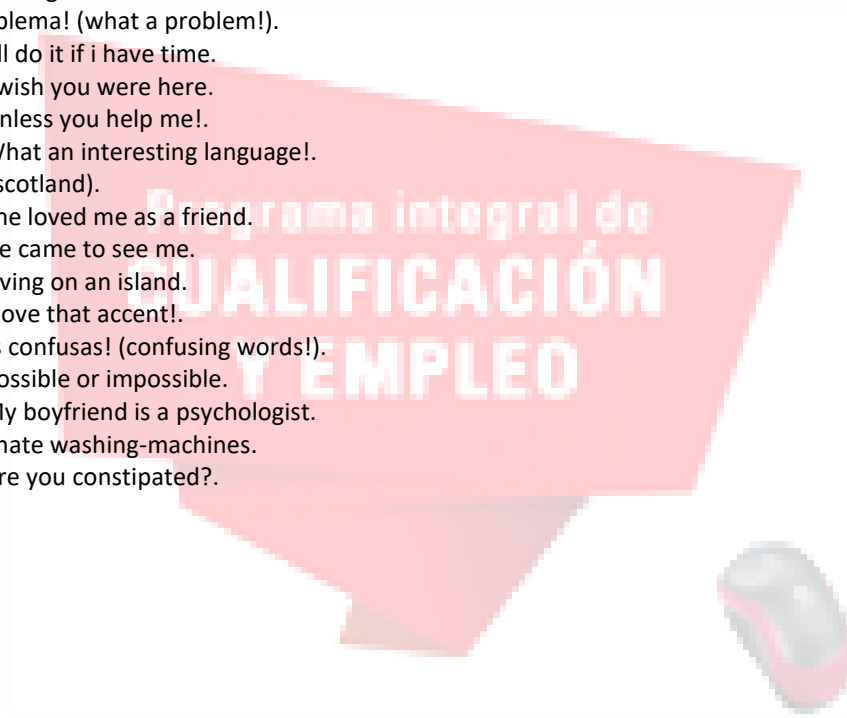 blema! (what a problem!).
ll do it if i have time.
wish you were here.
nless you help me!.
What an interesting language!.
scotland).
me loved me as a friend.
e came to see me.
ving on an island.
ove that accent!.
s confusas! (confusing words!).
ossible or impossible.
My boyfriend is a psychologist.
nate washing-machines.
re you constipated?.
Programa integral de
CUALIFICACIÓN
Y EMPLEO